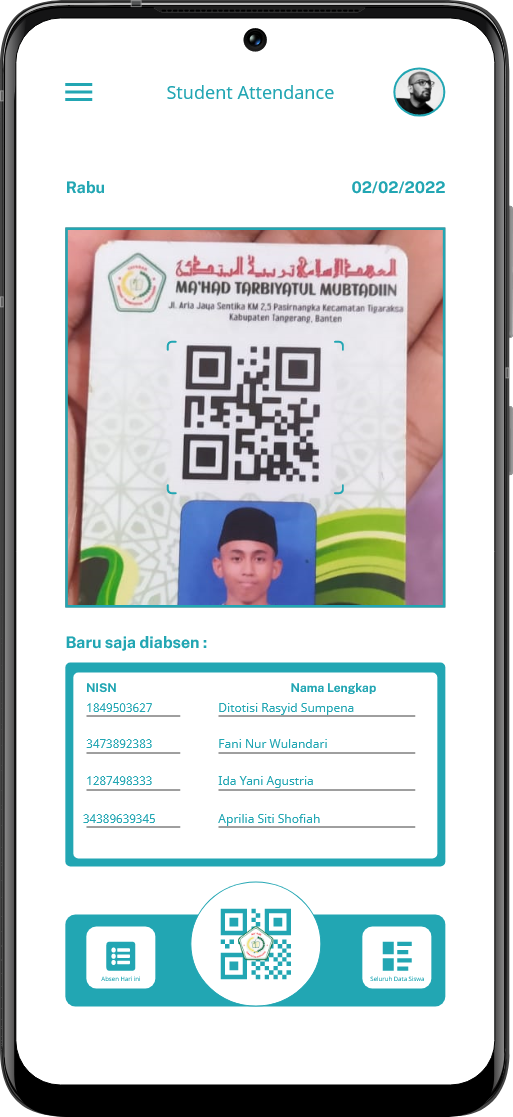 Student Attendance
Rabu
02/02/2022
MA'HAD TARBIYATUL MUBTADIIN
Jl. Aria Jaya Sentika KM 2,5 Pasirnangka Kecamatan Tigaraksa
Kabupaten Tangerang, Banten
Baru saja diabsen :
NISN Nama Lengkap
1849503627 Ditotisi Rasyid Sumpena
3473892383 Fani Nur Wulandari
1287498333 Ida Yani Agustria
34389639345 Aprilia Siti Shofiah
Absen Hari ini
Seluruh Data Siswa